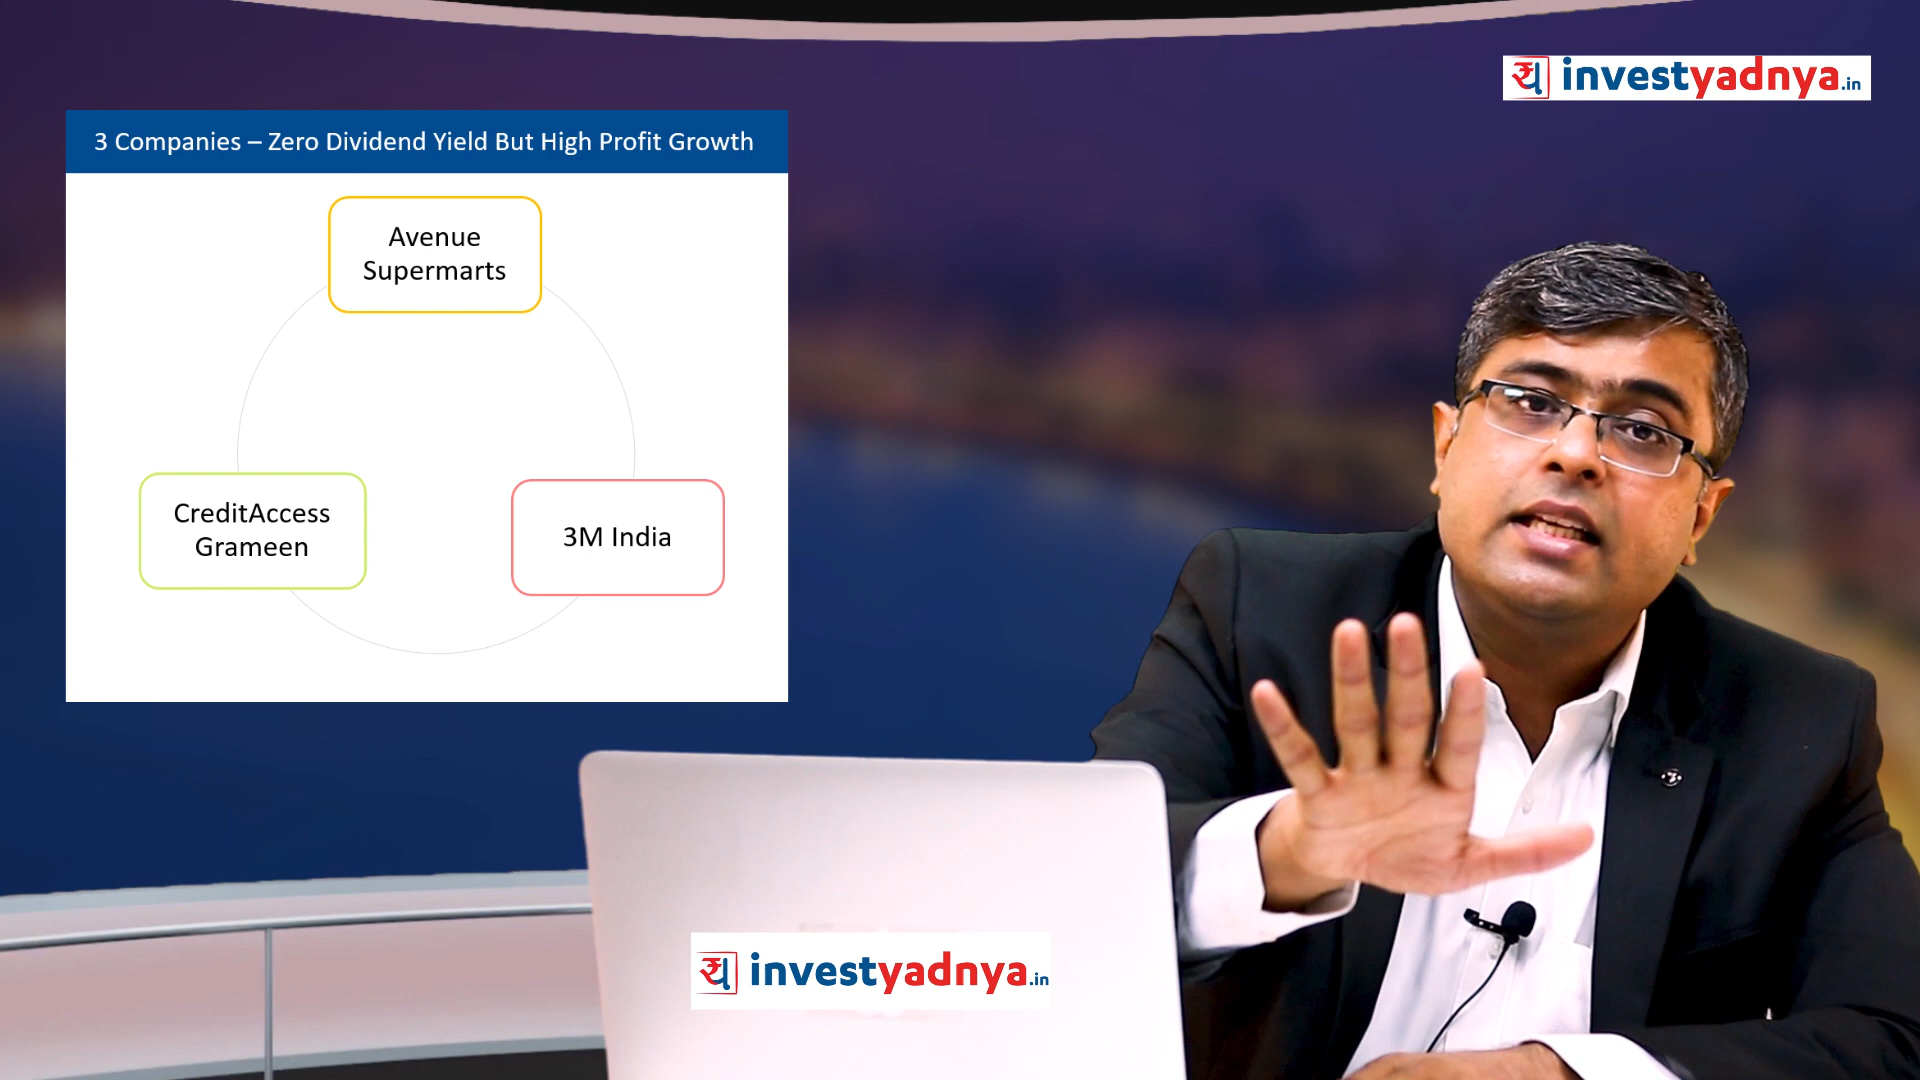 investyadnya.in
3 Companies – Zero Dividend Yield But High Profit Growth
Avenue
Supermarts
CreditAccess
Grameen
3M India
investyadnya.in